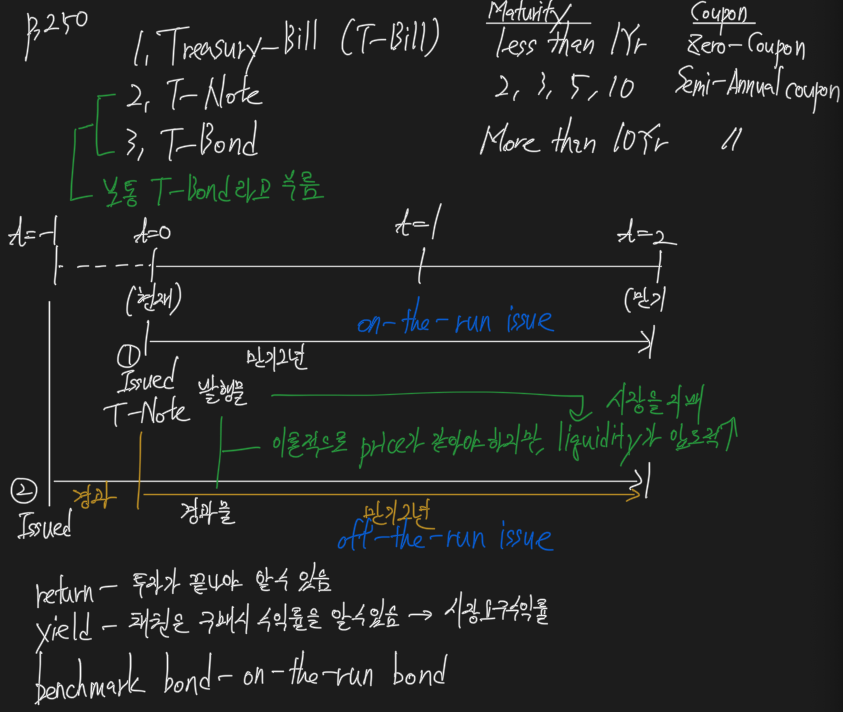 p.250
Maturity Coupon
1, Treasury-Bill (T-Bill) less than 1Yr Zero-Coupon
2, T-Note 2, 3, 5, 10 Semi-Annual coupon
3, T-Bond More than 10Yr 〃
보통 T-Bond라고 부름
t=-1 t=0 t=1 t=2
(현재) (만기
on-the-run issue
① 만기2년
Issued 발행물 시장을 지배
T-Note
이론적으로 price가 같아야 하지만, liquidity가 압도적↑
② 경과
Issued 경과물 만기2년
off-the-run issue
return - 투자가 끝나야 알수 있음
yield - 채권은 구매시 수익률을 알수있음 → 시장요구수익률
benchmark bond - on-the-run bond